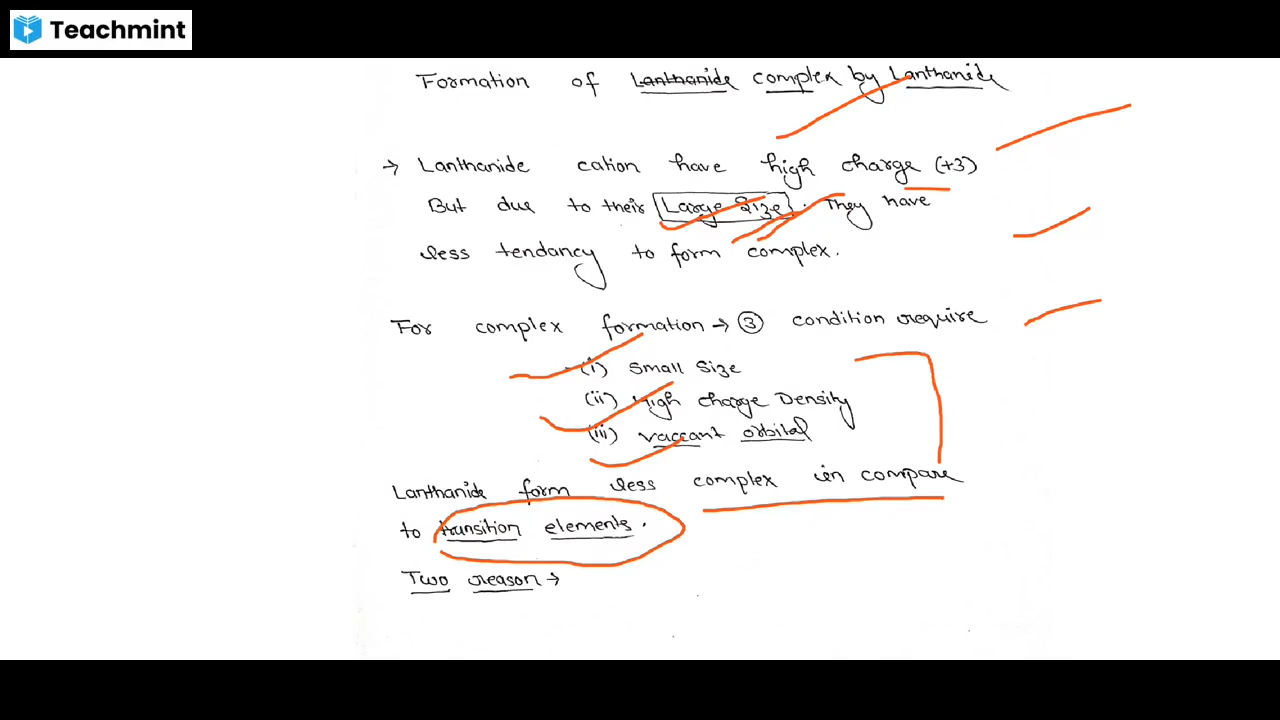 Teachmint
Formation of Lanthanide complex by Lanthanide
→ Lanthanide cation have high charge (+3)
But due to their Large Size. They have
less tendancy to form complex.
For complex formation → ③ condition require
(i) Small Size
(ii) High charge Density
(iii) vaccant orbital
Lanthanide form less complex in compare
to transition elements.
Two reason →